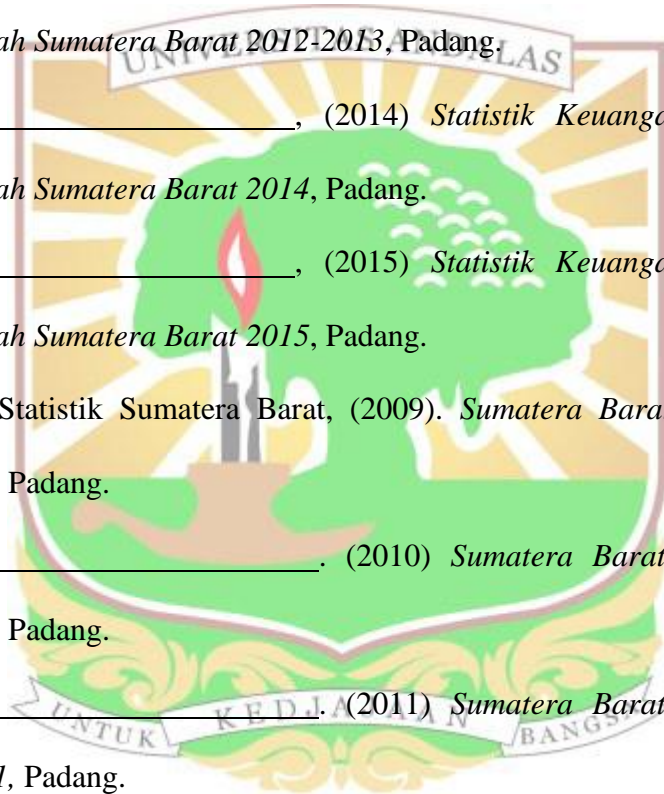 ah Sumatera Barat 2012-2013, Padang.
UNIVERSITAS ANDALAS
, (2014) Statistik Keuanga
ah Sumatera Barat 2014, Padang.
, (2015) Statistik Keuanga
ah Sumatera Barat 2015, Padang.
Statistik Sumatera Barat, (2009). Sumatera Bara
Padang.
. (2010) Sumatera Barat
Padang.
. (2011) Sumatera Barat
UNTUK KEDJAJAAN BANGSA
1, Padang.